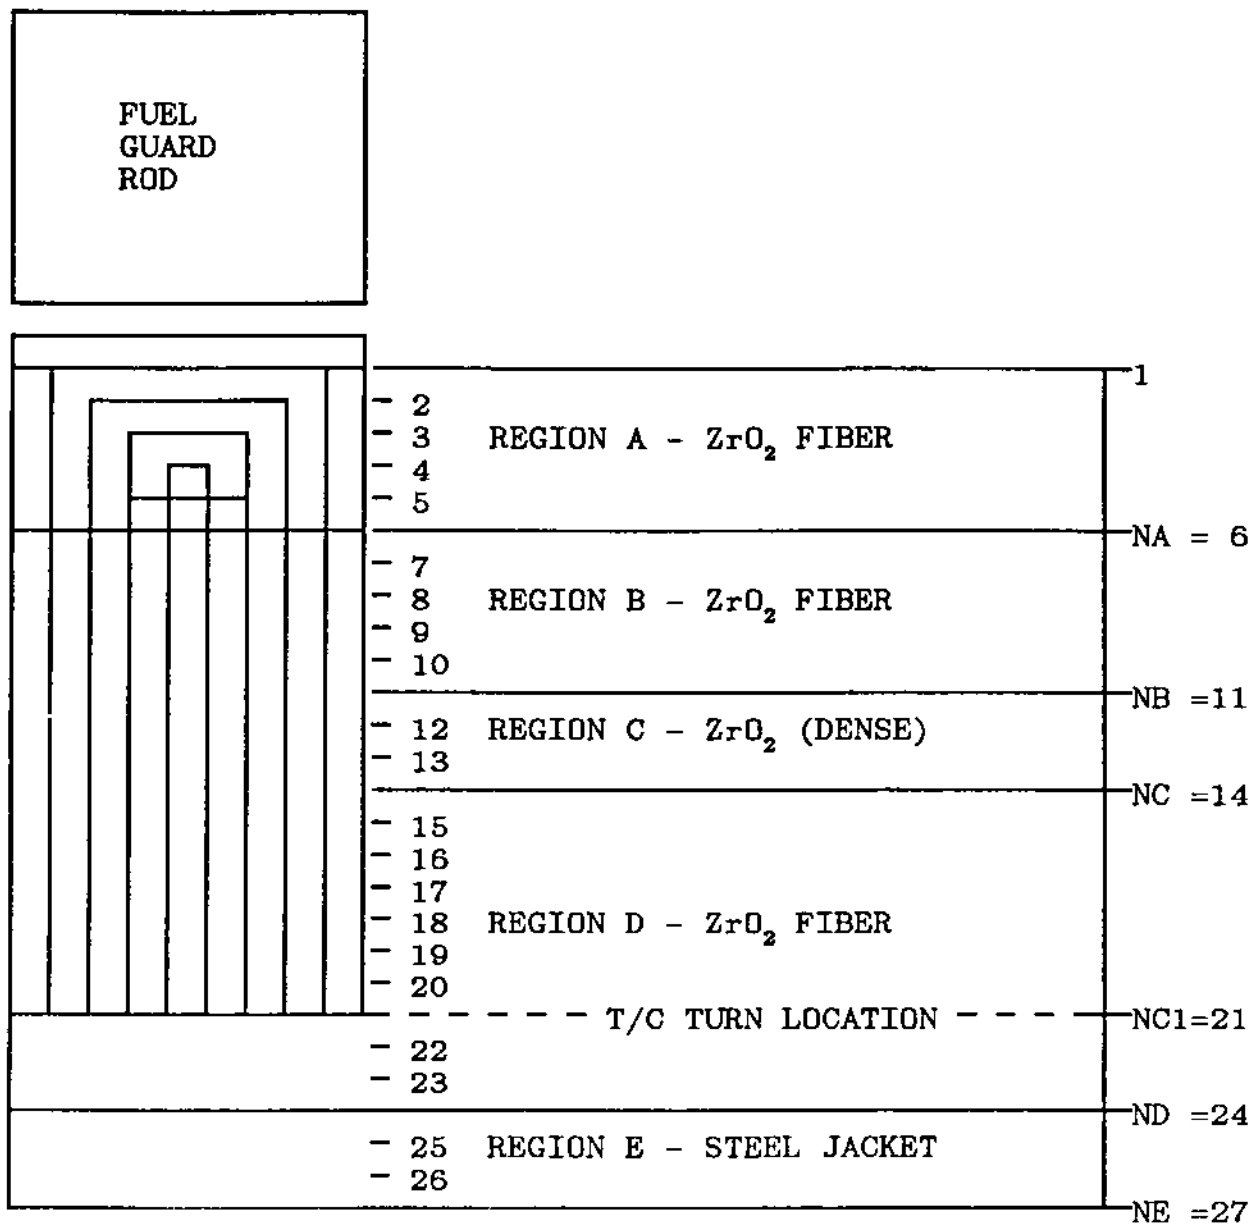 FUEL
GUARD
ROD
1
2
3 REGION A - ZrO₂ FIBER
4
5
NA = 6
7
8 REGION B - ZrO₂ FIBER
9
10
NB =11
12 REGION C - ZrO₂ (DENSE)
13
NC =14
15
16
17
18 REGION D - ZrO₂ FIBER
19
20
T/C TURN LOCATION NC1=21
22
23
ND =24
25 REGION E - STEEL JACKET
26
NE =27